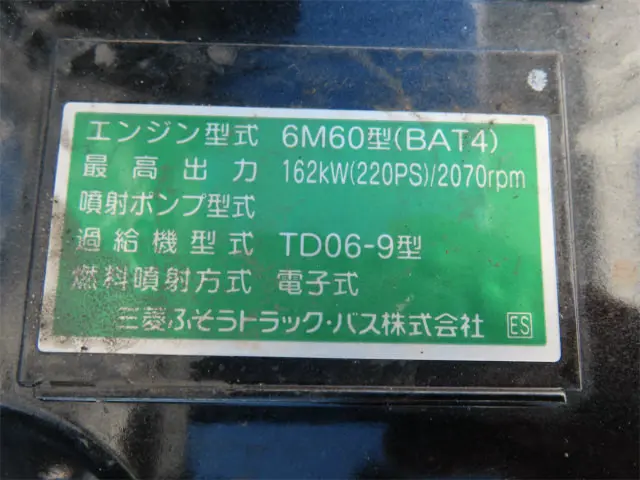 エンジン型式 6M60型(BAT4)
最高出力 162kW(220PS)/2070rpm
噴射ポンプ型式
過給機型式 TD06-9型
燃料噴射方式 電子式
三菱ふそうトラック・バス株式会社 ES